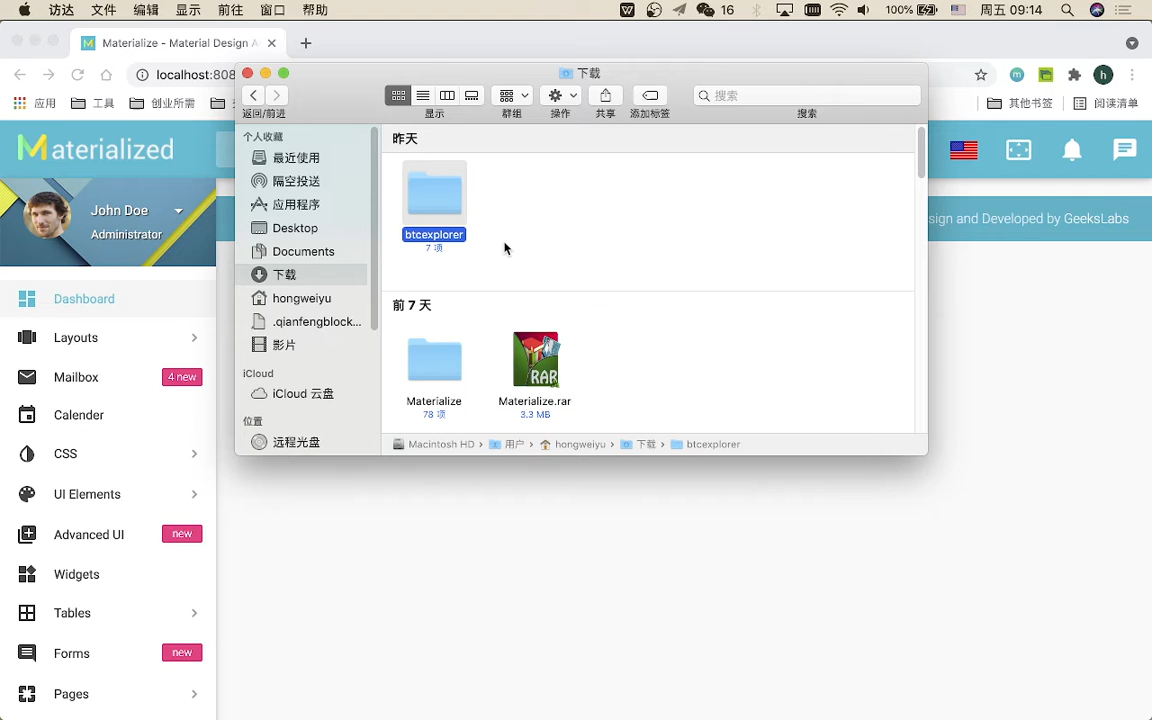 访达 文件 编辑 显示 前往 窗口 帮助 16 100% 周五 09:14
Materialize - Material Design A
localhost:808
应用 工具 创业所需 其他书签 阅读清单
Materialized
John Doe
Administrator
sign and Developed by GeeksLabs
Dashboard
Layouts
Mailbox 4 new
Calender
CSS
UI Elements
Advanced UI new
Widgets
Tables
Forms new
Pages
下载
搜索
返回/前进 显示 群组 操作 共享 添加标签 搜索
个人收藏
最近使用
隔空投送
应用程序
Desktop
Documents
下载
hongweiyu
.qianfengblock...
影片
iCloud
iCloud 云盘
位置
远程光盘
昨天
btcexplorer
7 项
前 7 天
Materialize
78 项
Materialize.rar
3.3 MB
RAR
Macintosh HD › 用户 › hongweiyu › 下载 › btcexplorer